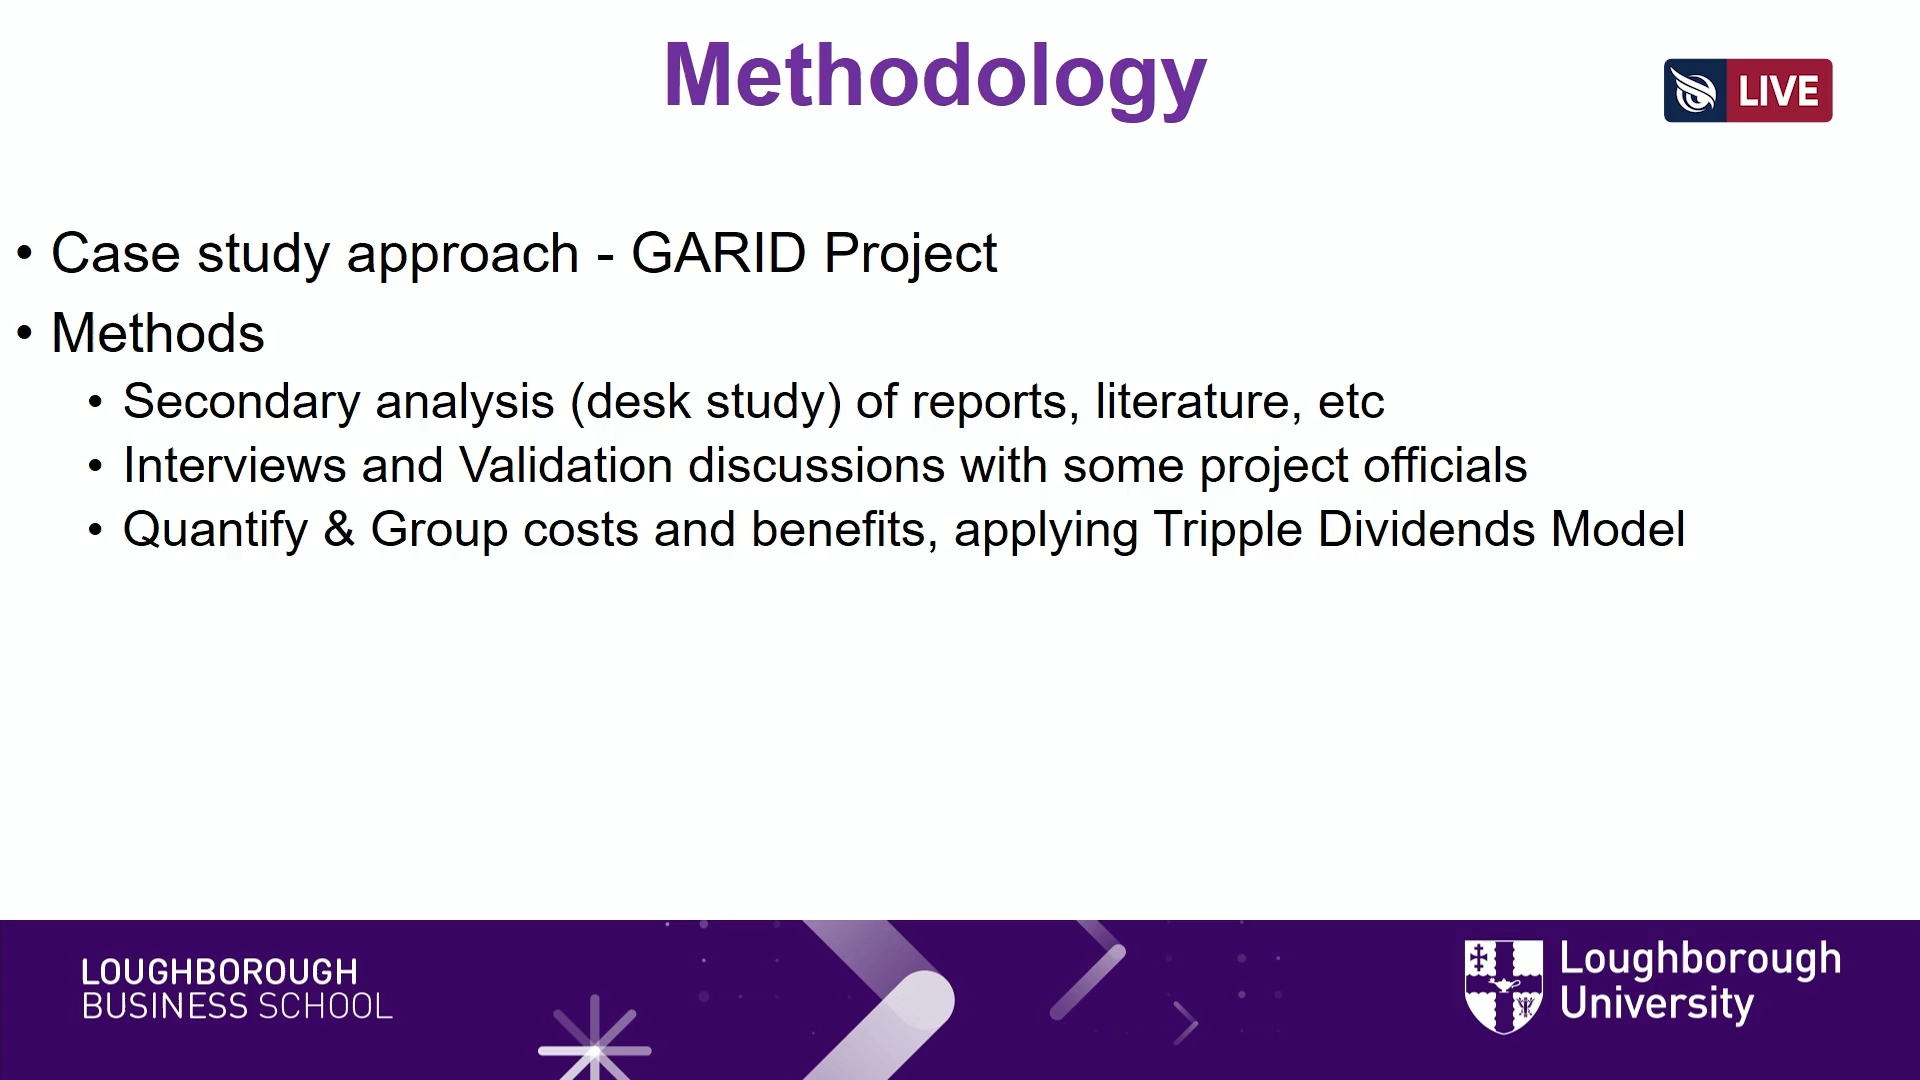 Methodology
LIVE
• Case study approach - GARID Project
• Methods
• Secondary analysis (desk study) of reports, literature, etc
• Interviews and Validation discussions with some project officials
• Quantify & Group costs and benefits, applying Tripple Dividends Model
LOUGHBOROUGH
BUSINESS SCHOOL
Loughborough
University